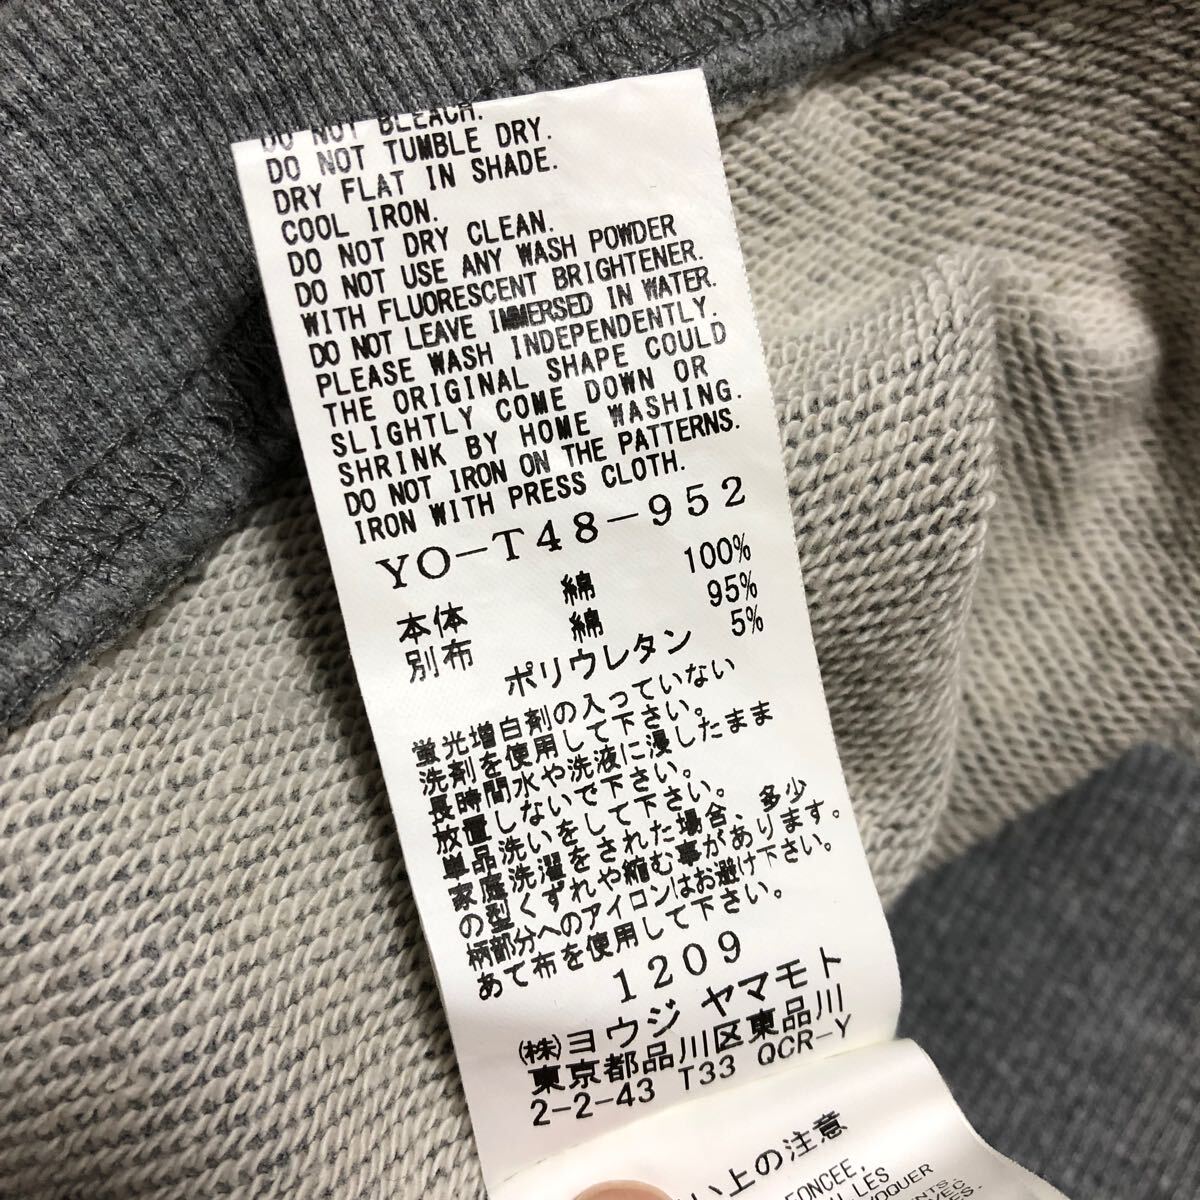 DO NOT BLEACH.
DO NOT TUMBLE DRY.
DRY FLAT IN SHADE.
COOL IRON.
DO NOT DRY CLEAN.
DO NOT USE ANY WASH POWDER
WITH FLUORESCENT BRIGHTENER.
DO NOT LEAVE IMMERSED IN WATER.
PLEASE WASH INDEPENDENTLY.
THE ORIGINAL SHAPE COULD
SLIGHTLY COME DOWN OR
SHRINK BY HOME WASHING.
DO NOT IRON ON THE PATTERNS.
IRON WITH PRESS CLOTH.
YO-T48-952
本体 綿 100%
別布 綿 95%
ポリウレタン 5%
蛍光増白剤の入っていない
洗剤を使用して下さい。
長時間水や洗液に浸したまま
放置しないで下さい。
単品洗いをして下さい。
家庭洗濯をされた場合、多少
の型くずれや縮む事があります。
柄部分へのアイロンはお避け下さい。
あて布を使用して下さい。
1209
㈱ヨウジ ヤマモト
東京都品川区東品川
2-2-43 T33 QCR-Y
い上の注意
FONCEE,
LES